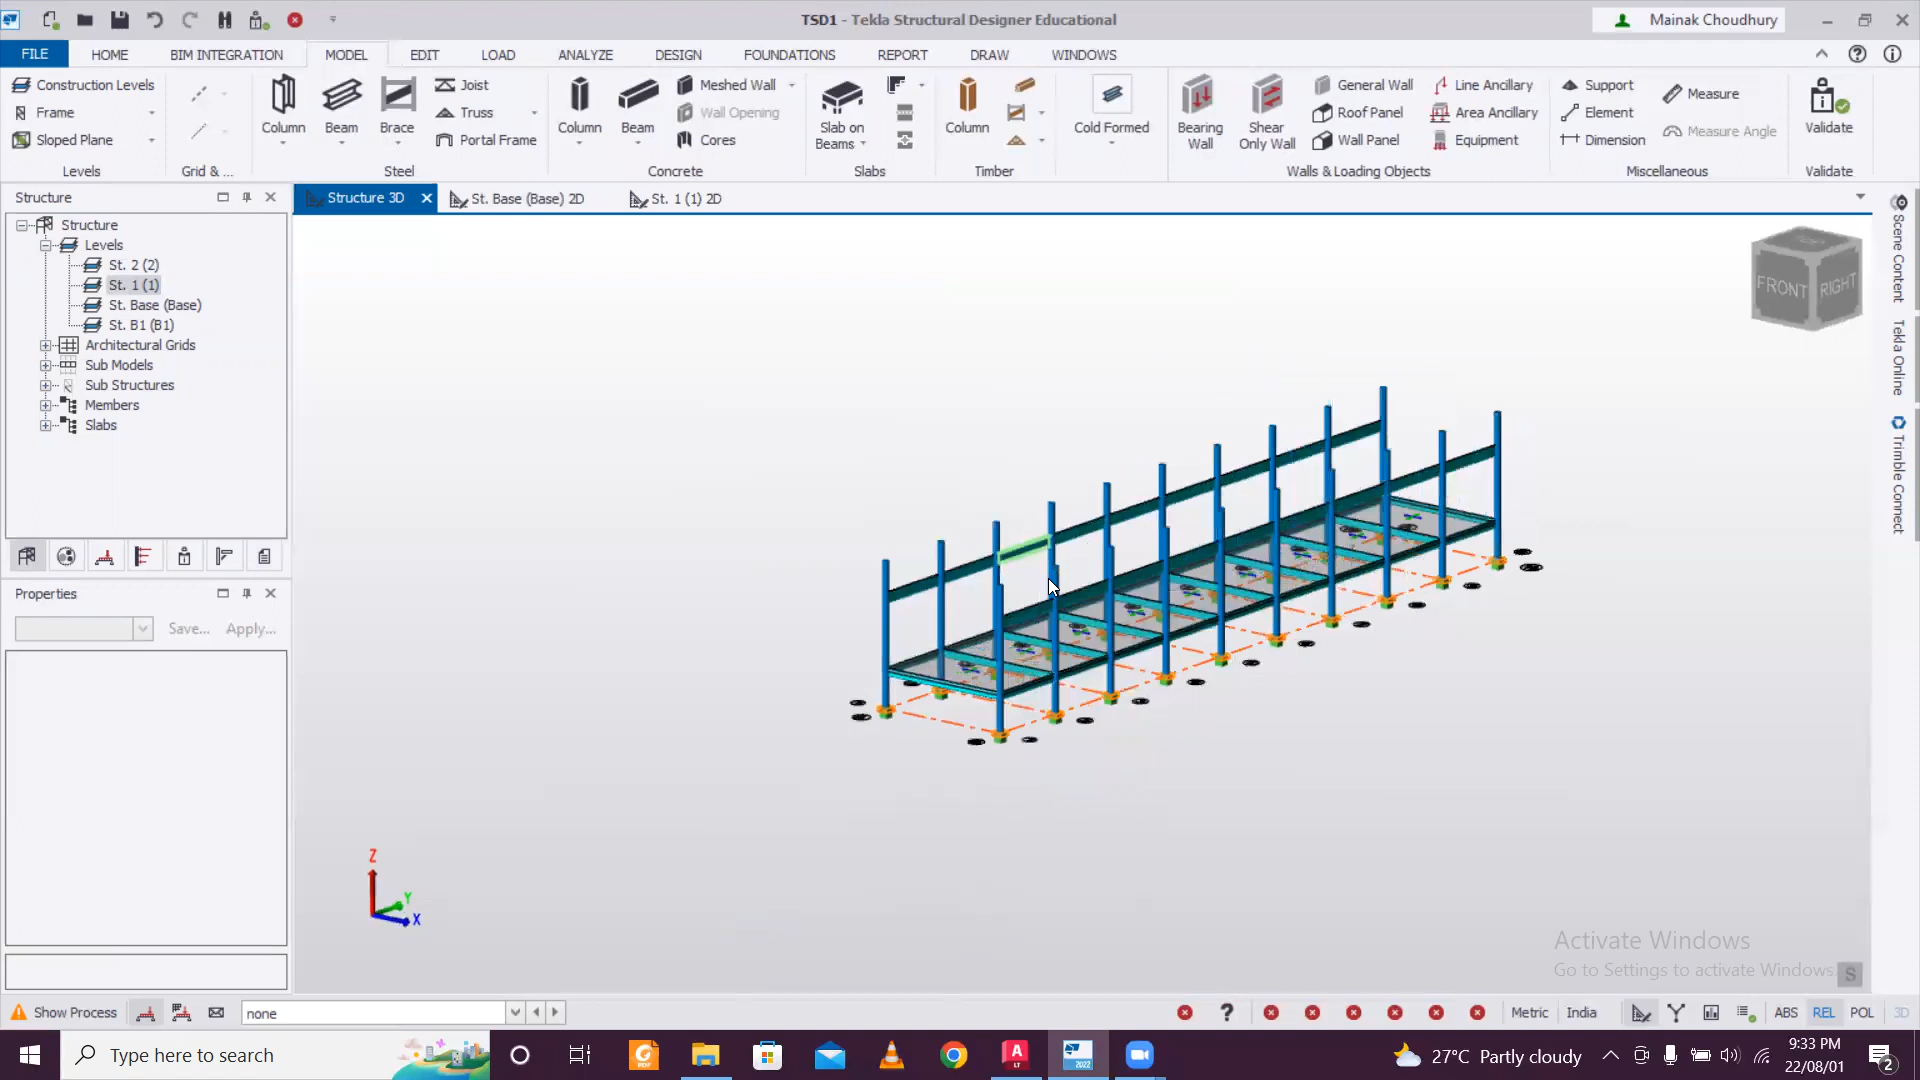 TSD1 - Tekla Structural Designer Educational
Mainak Choudhury
FILE
HOME
BIM INTEGRATION
MODEL
EDIT
LOAD
ANALYZE
DESIGN
FOUNDATIONS
REPORT
DRAW
WINDOWS
Construction Levels
Frame
Sloped Plane
Levels
Grid & ...
Column
Beam
Brace
Joist
Truss
Portal Frame
Steel
Column
Beam
Meshed Wall
Wall Opening
Cores
Concrete
Slab on
Beams
Slabs
Column
Timber
Cold Formed
Bearing
Wall
Shear
Only Wall
General Wall
Roof Panel
Wall Panel
Line Ancillary
Area Ancillary
Equipment
Walls & Loading Objects
Support
Element
Dimension
Measure
Measure Angle
Miscellaneous
Validate
Validate
Structure
Structure
Levels
St. 2 (2)
St. 1 (1)
St. Base (Base)
St. B1 (B1)
Architectural Grids
Sub Models
Sub Structures
Members
Slabs
Properties
Save...
Apply...
Structure 3D
St. Base (Base) 2D
St. 1 (1) 2D
FRONT
RIGHT
Scene Content
Tekla Online
Trimble Connect
Z
Y
X
Activate Windows
Go to Settings to activate Windows.
S
Show Process
none
Metric
India
ABS
REL
POL
3D
Type here to search
27°C Partly cloudy
9:33 PM
22/08/01
2